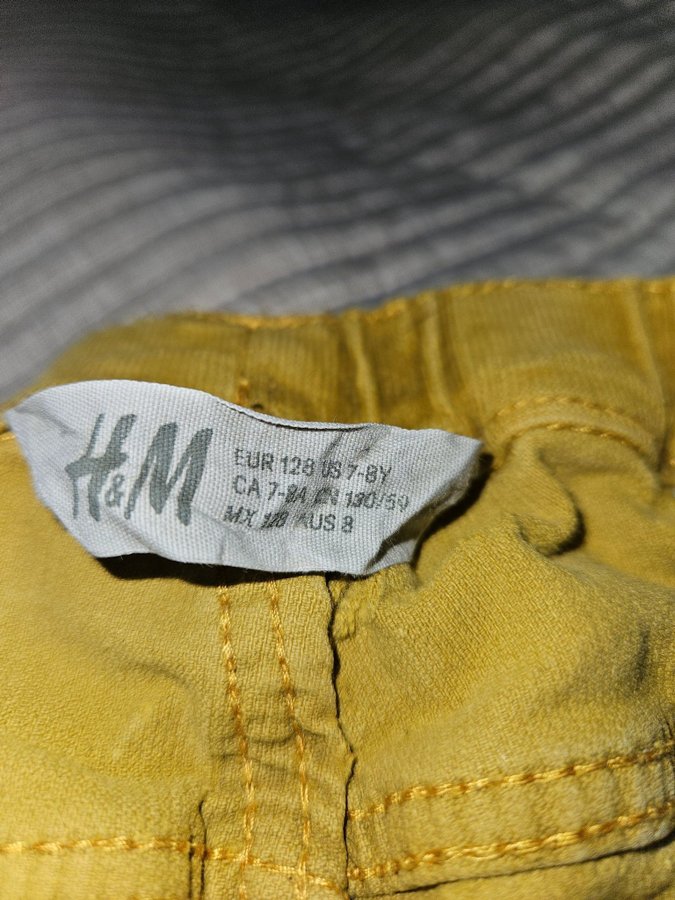 H&M
EUR 128 US 7-8Y
CA 7-8A CN 130/59
MX 128 AUS 8